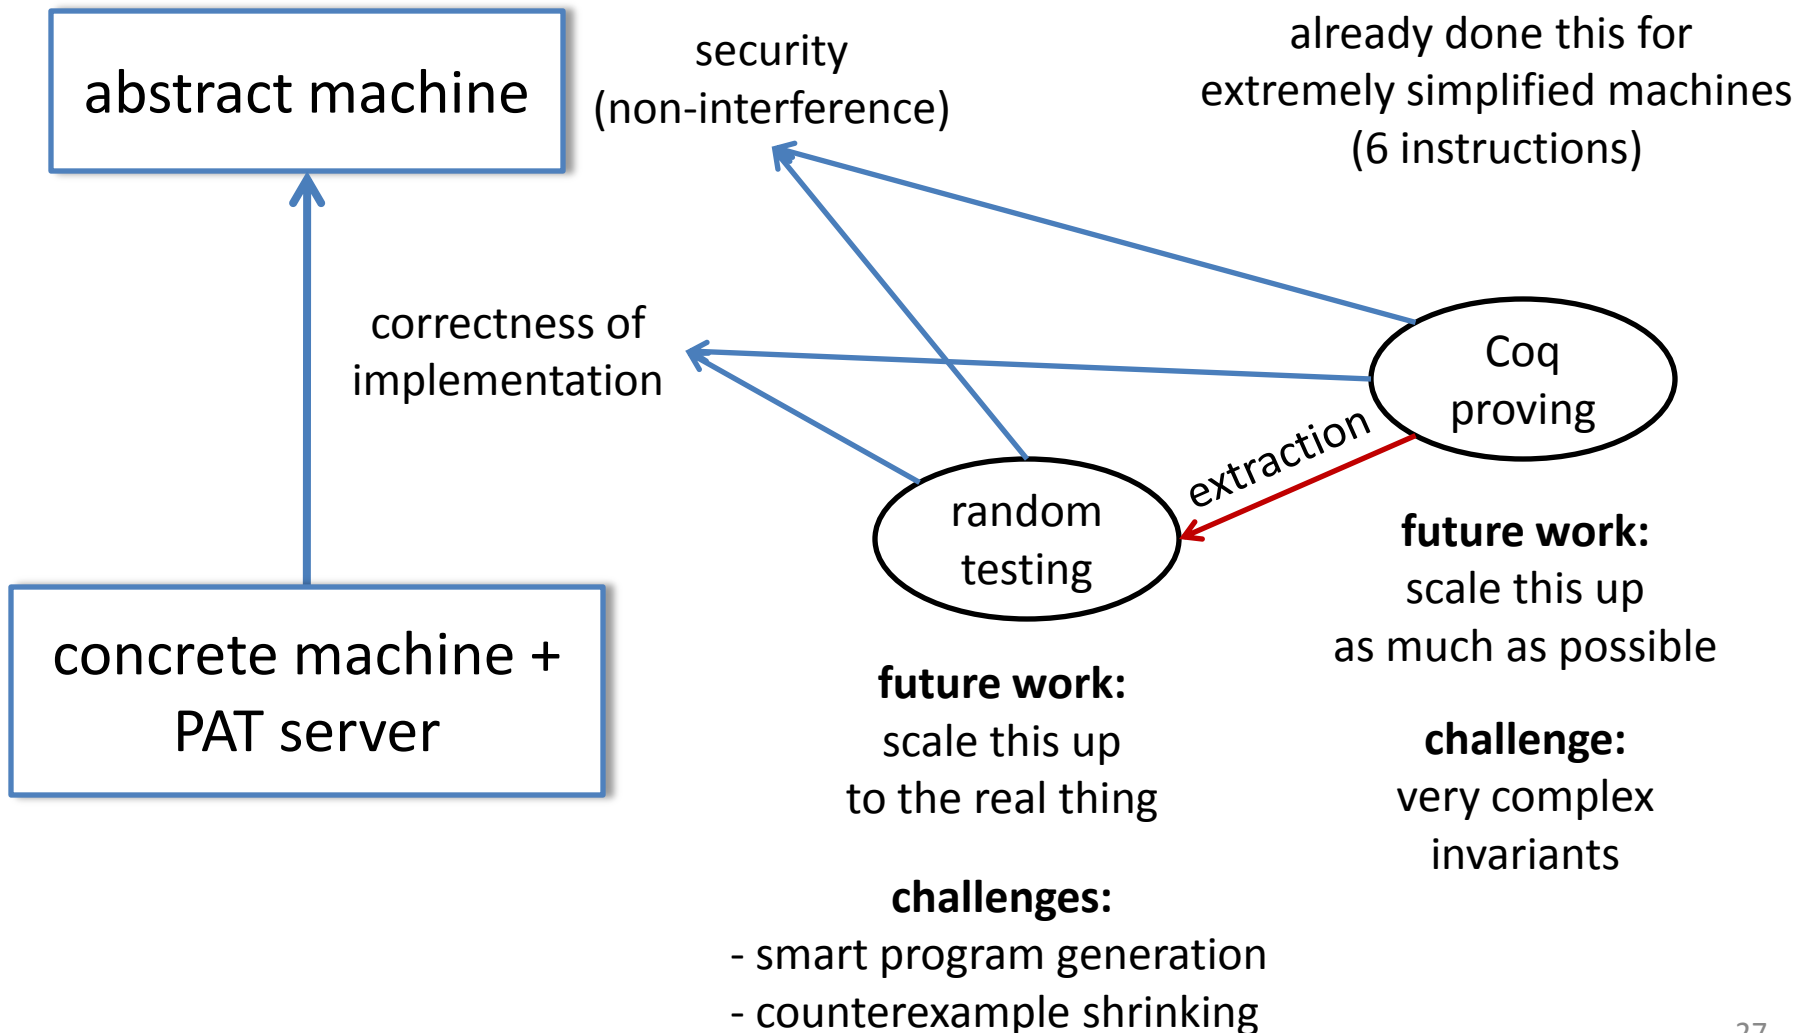 abstract machine
security
(non-interference)
already done this for
extremely simplified machines
(6 instructions)
correctness of
implementation
Coq
proving
extraction
random
testing
concrete machine +
PAT server
future work:
scale this up
as much as possible
challenge:
very complex
invariants
future work:
scale this up
to the real thing
challenges:
- smart program generation
- counterexample shrinking
27